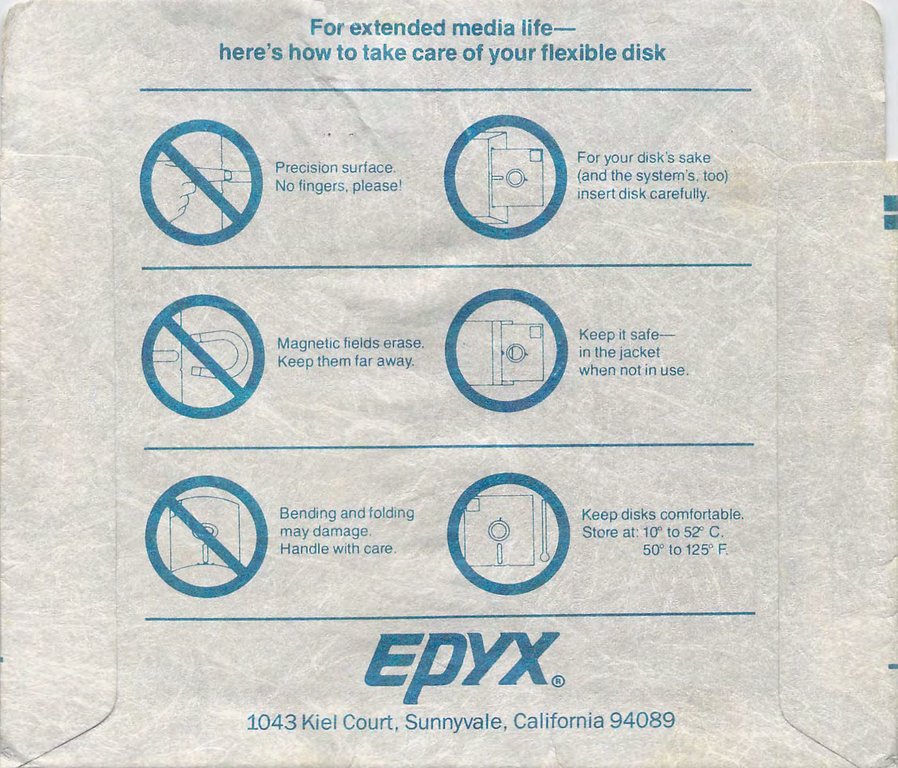 For extended media life—
here's how to take care of your flexible disk
Precision surface.
No fingers, please!
For your disk's sake
(and the system's, too)
insert disk carefully.
Magnetic fields erase.
Keep them far away.
Keep it safe—
in the jacket
when not in use.
Bending and folding
may damage.
Handle with care.
Keep disks comfortable.
Store at: 10° to 52° C.
50° to 125° F.
EPYX®
1043 Kiel Court, Sunnyvale, California 94089